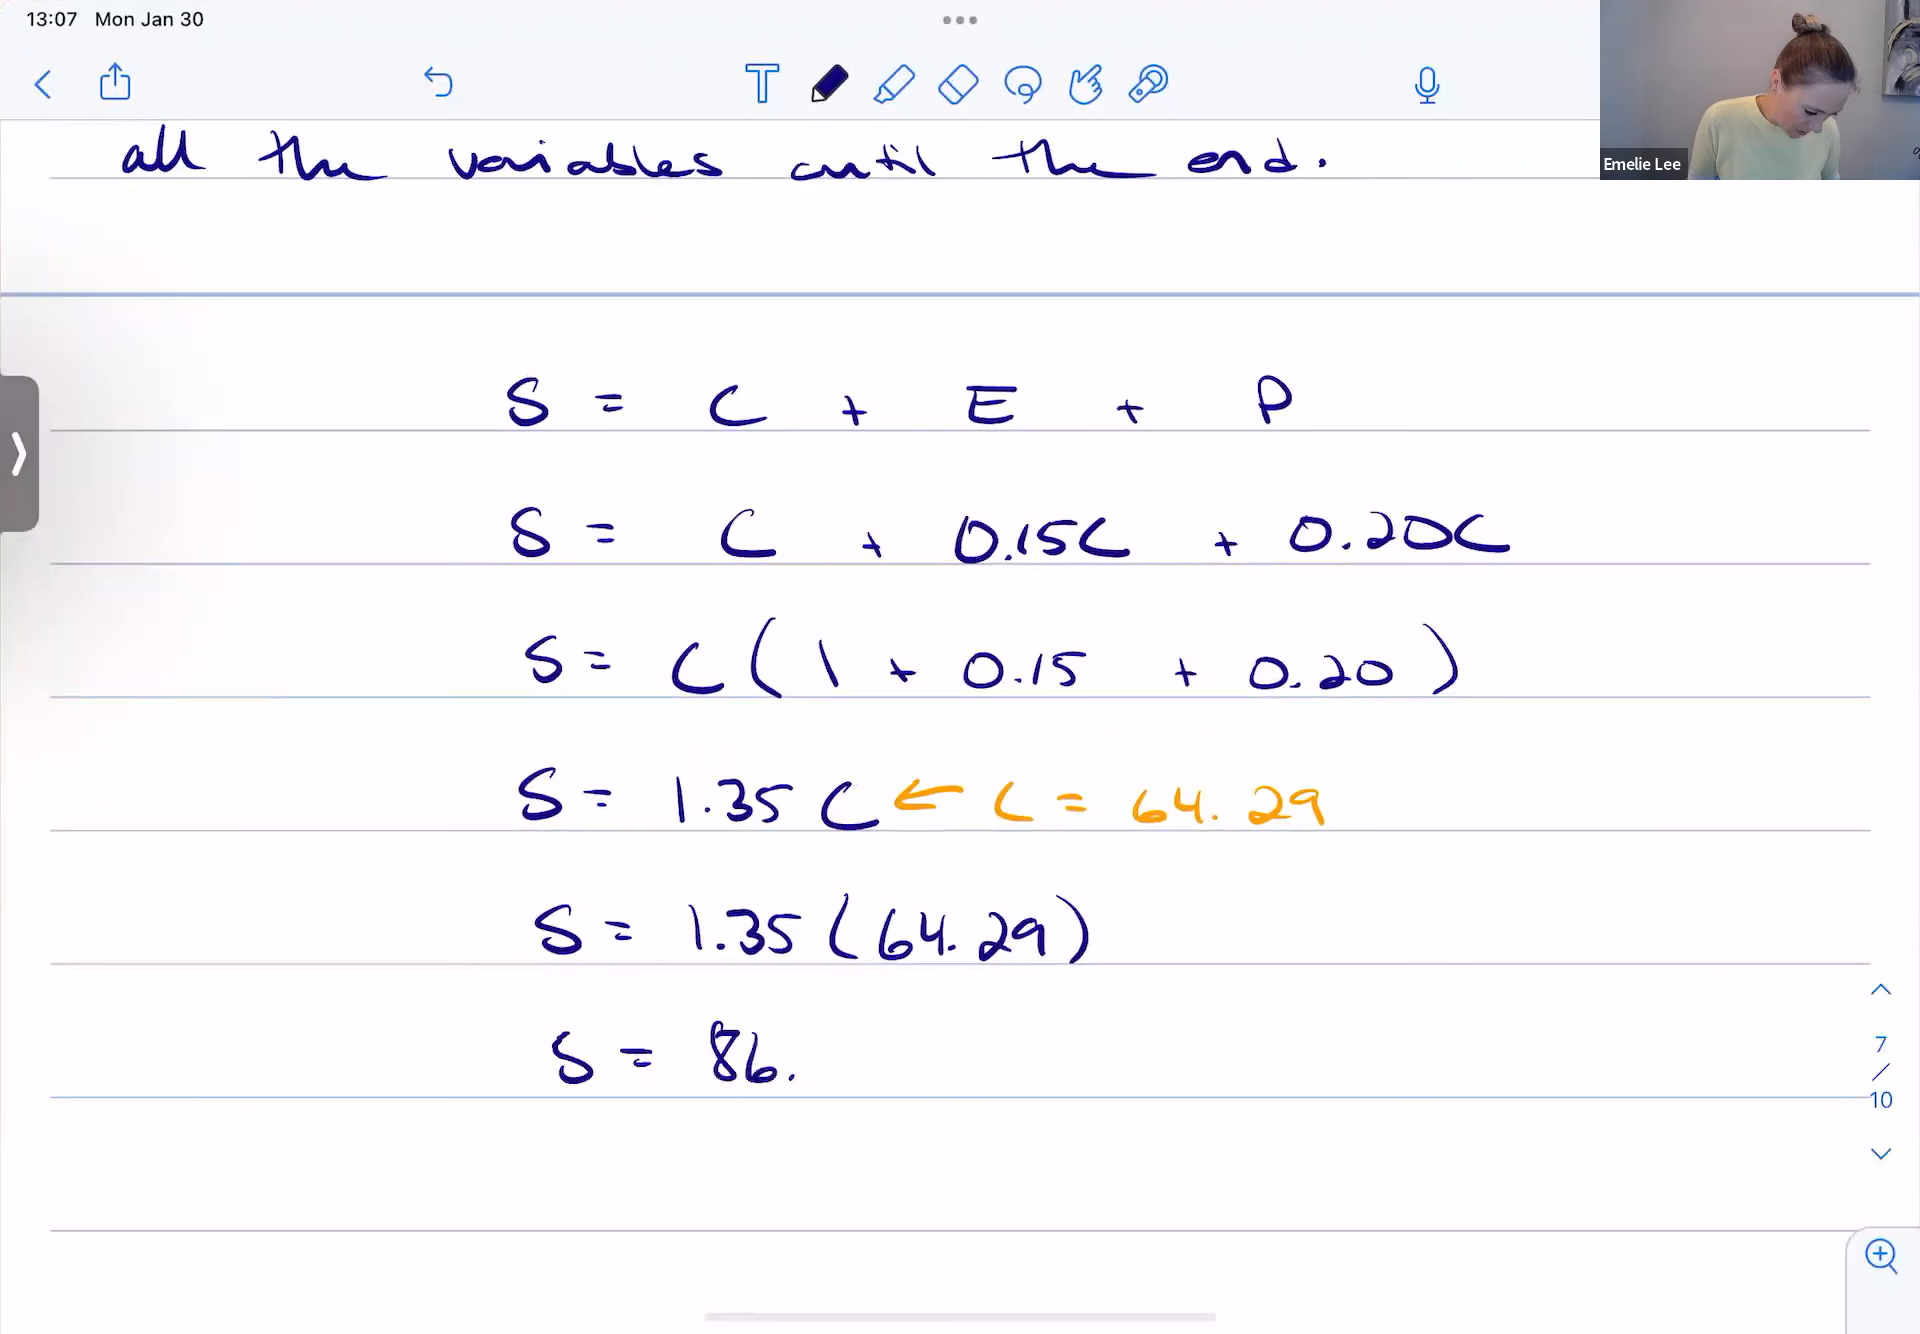 13:07 Mon Jan 30
T
Emelie Lee
all the variables until the end.
S = C + E + P
S = C + 0.15C + 0.20C
S = C ( 1 + 0.15 + 0.20 )
S = 1.35 C ← C = 64.29
S = 1.35 ( 64.29 )
S = 86.
7
/
10